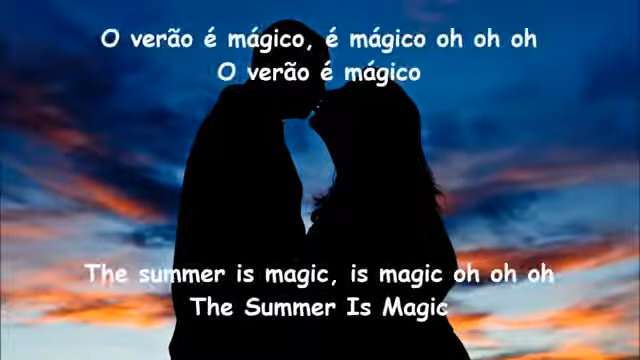 O verão é mágico, é mágico oh oh oh
O verão é mágico
The summer is magic, is magic oh oh oh
The Summer Is Magic